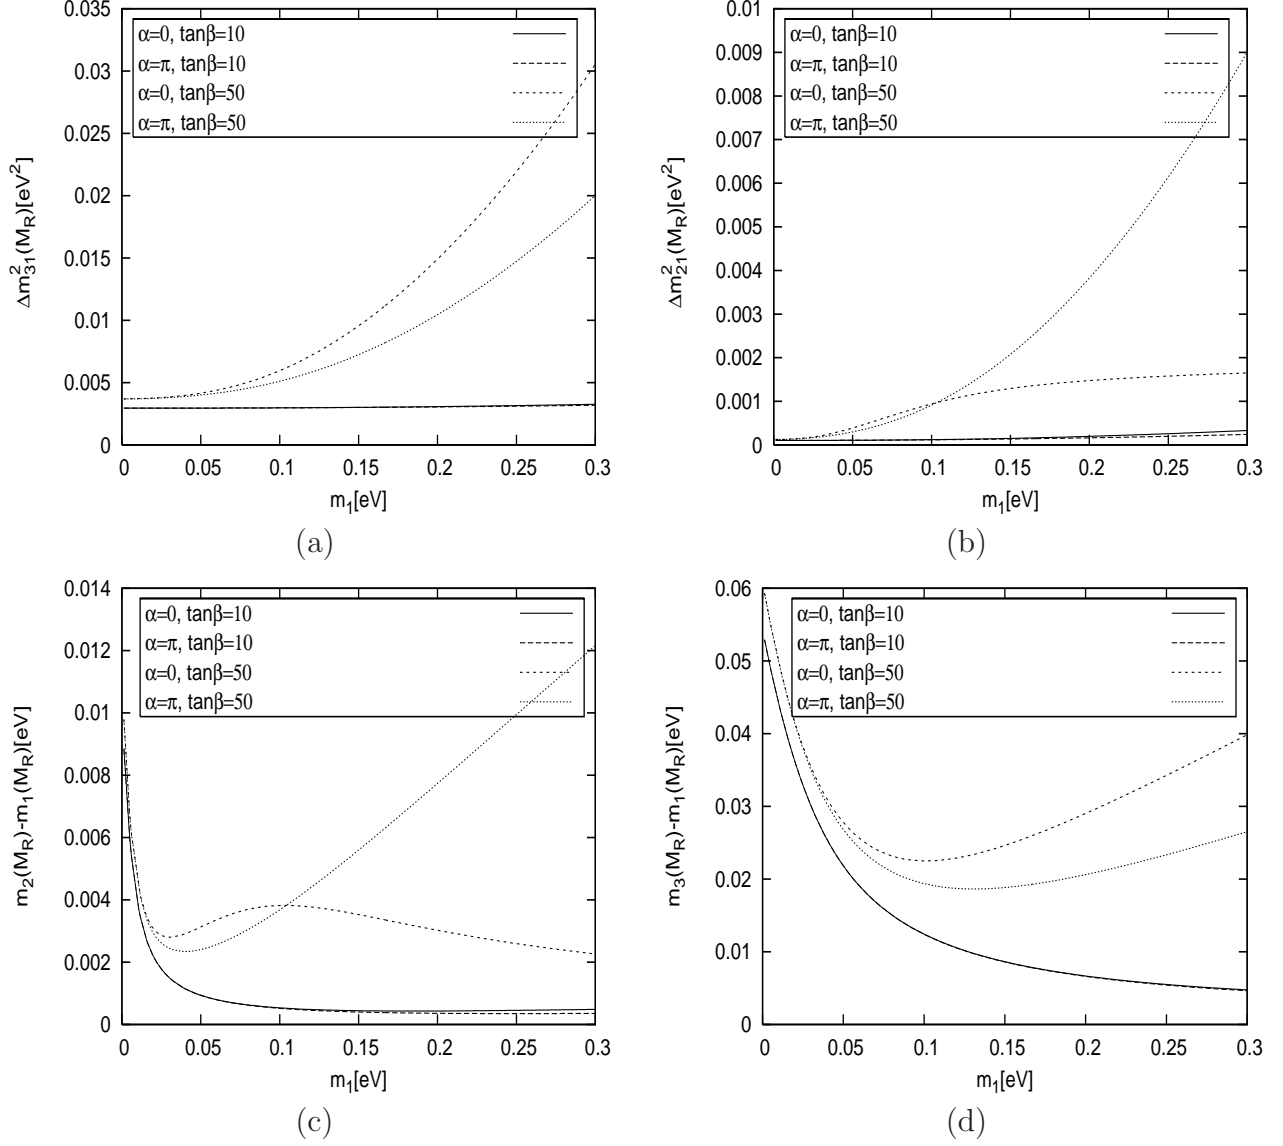 0.035
0.03
0.025
0.02
0.015
0.01
0.005
0
Δm²₃₁(M_R)[eV²]
α=0, tanβ=10
α=π, tanβ=10
α=0, tanβ=50
α=π, tanβ=50
0 0.05 0.1 0.15 0.2 0.25 0.3
m₁[eV]
(a)
0.01
0.009
0.008
0.007
0.006
0.005
0.004
0.003
0.002
0.001
0
Δm²₂₁(M_R)[eV²]
α=0, tanβ=10
α=π, tanβ=10
α=0, tanβ=50
α=π, tanβ=50
0 0.05 0.1 0.15 0.2 0.25 0.3
m₁[eV]
(b)
0.014
0.012
0.01
0.008
0.006
0.004
0.002
0
m₂(M_R)-m₁(M_R)[eV]
α=0, tanβ=10
α=π, tanβ=10
α=0, tanβ=50
α=π, tanβ=50
0 0.05 0.1 0.15 0.2 0.25 0.3
m₁[eV]
(c)
0.06
0.05
0.04
0.03
0.02
0.01
0
m₃(M_R)-m₁(M_R)[eV]
α=0, tanβ=10
α=π, tanβ=10
α=0, tanβ=50
α=π, tanβ=50
0 0.05 0.1 0.15 0.2 0.25 0.3
m₁[eV]
(d)